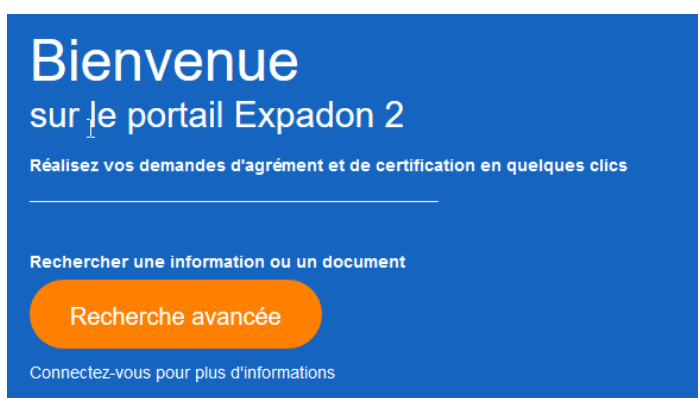 Bienvenue
sur le portail Expadon 2
Réalisez vos demandes d'agrément et de certification en quelques clics
Rechercher une information ou un document
Recherche avancée
Connectez-vous pour plus d'informations